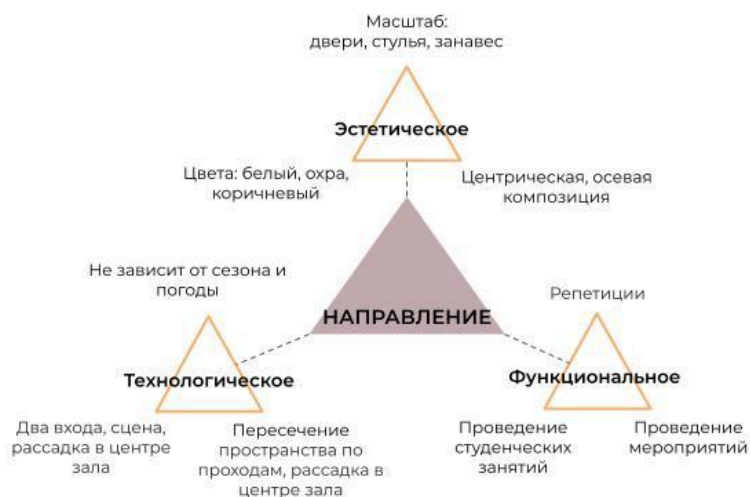 Масштаб:
двери, стулья, занавес
Эстетическое
Цвета: белый, охра,
коричневый
Центрическая, осевая
композиция
НАПРАВЛЕНИЕ
Не зависит от сезона и
погоды
Технологическое
Два входа, сцена,
рассадка в центре
зала
Пересечение
пространства по
проходам, рассадка в
центре зала
Репетиции
Функциональное
Проведение
студенческих
занятий
Проведение
мероприятий